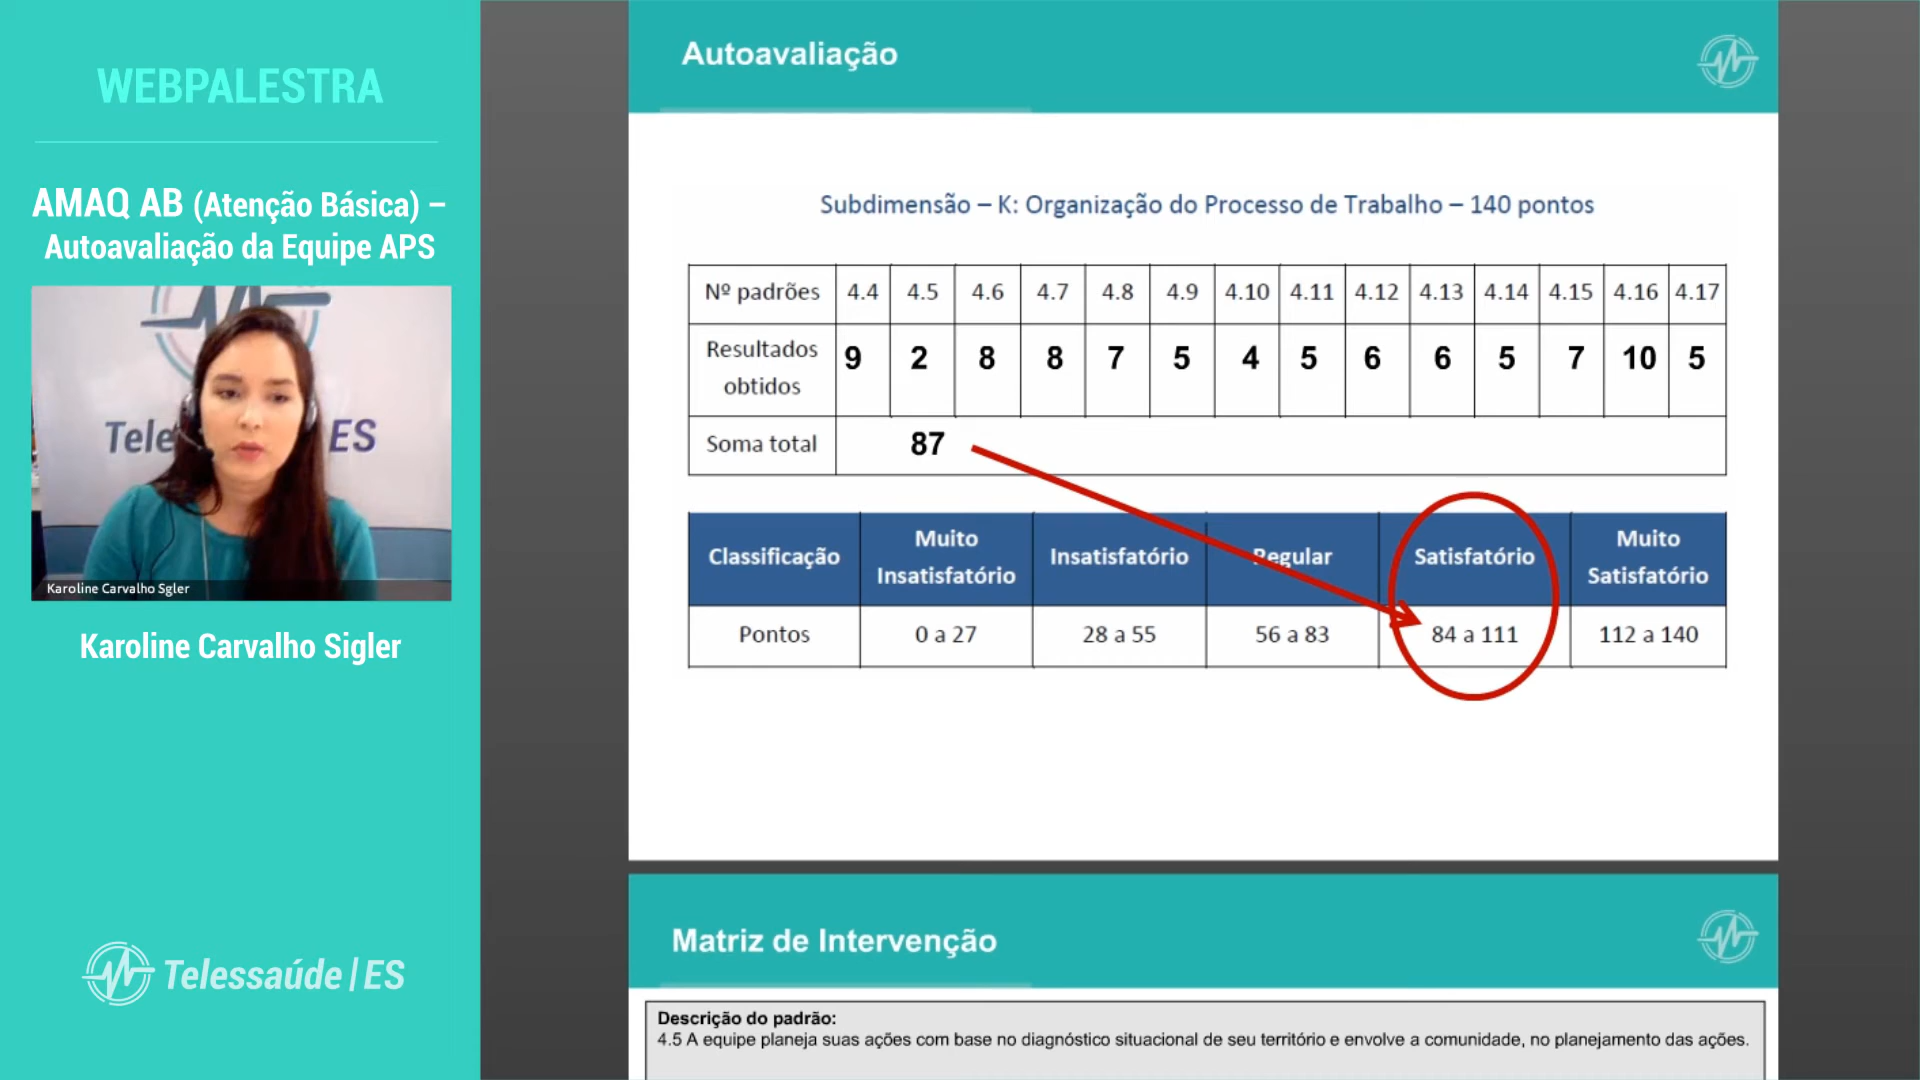 WEBPALESTRA
AMAQ AB (Atenção Básica) –
Autoavaliação da Equipe APS
Tele ES
Karoline Carvalho Sgler
Karoline Carvalho Sigler
Telessaúde|ES
Autoavaliação
Subdimensão – K: Organização do Processo de Trabalho – 140 pontos
Nº padrões 4.4 4.5 4.6 4.7 4.8 4.9 4.10 4.11 4.12 4.13 4.14 4.15 4.16 4.17
Resultados obtidos 9 2 8 8 7 5 4 5 6 6 5 7 10 5
Soma total 87
Classificação Muito Insatisfatório Insatisfatório Regular Satisfatório Muito Satisfatório
Pontos 0 a 27 28 a 55 56 a 83 84 a 111 112 a 140
Matriz de Intervenção
Descrição do padrão:
4.5 A equipe planeja suas ações com base no diagnóstico situacional de seu território e envolve a comunidade, no planejamento das ações.